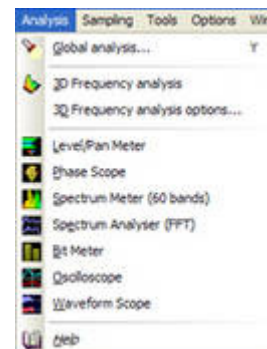 Analysis Sampling Tools Options
Global analysis... Y
3D Frequency analysis
3D Frequency analysis options...
Level/Pan Meter
Phase Scope
Spectrum Meter (60 bands)
Spectrum Analyser (FFT)
Bit Meter
Oscilloscope
Waveform Scope
Help